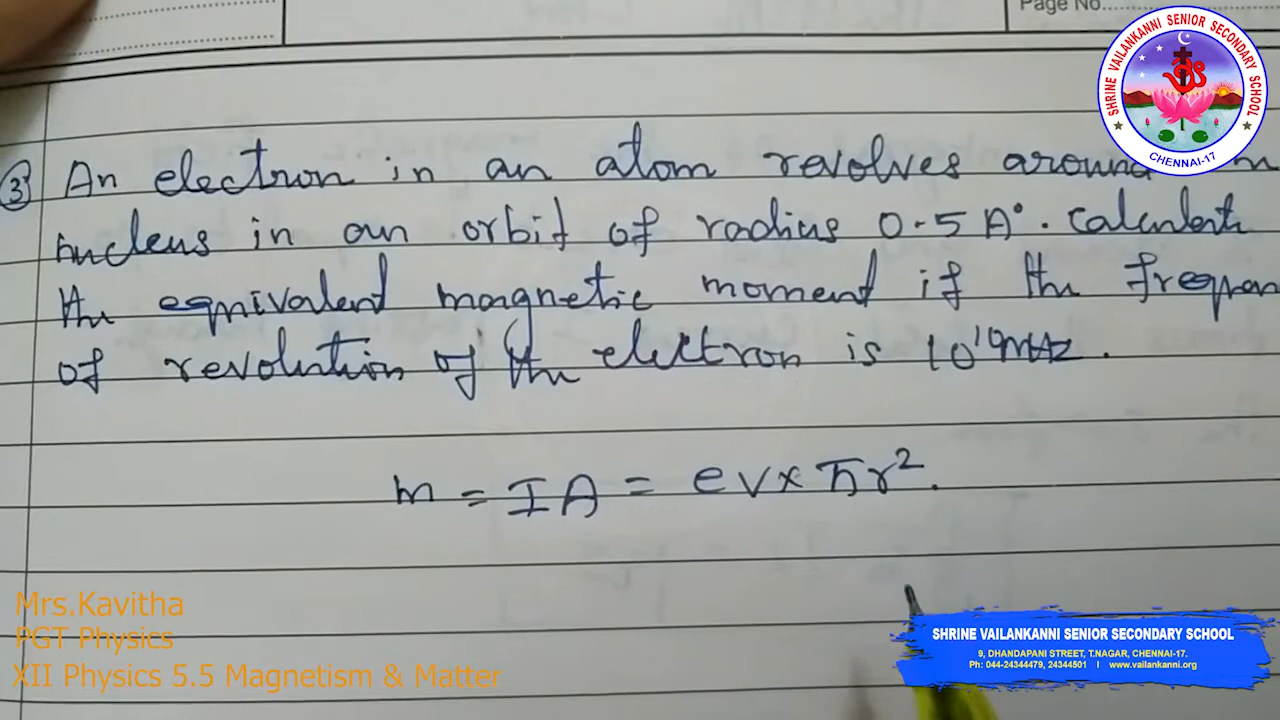 Page No.
SHRINE VAILANKANNI SENIOR SECONDARY SCHOOL
CHENNAI-17
③ An electron in an atom revolves around
nucleus in an orbit of radius 0.5 A°. Calculate
the equivalent magnetic moment if the frequen
of revolution of the electron is 10¹⁰ MHz.
m = IA = eν × πr².
Mrs.Kavitha
PGT Physics
XII Physics 5.5 Magnetism & Matter
SHRINE VAILANKANNI SENIOR SECONDARY SCHOOL
9, DHANDAPANI STREET, T.NAGAR, CHENNAI-17.
Ph: 044-24344479, 24344501 I www.vailankanni.org